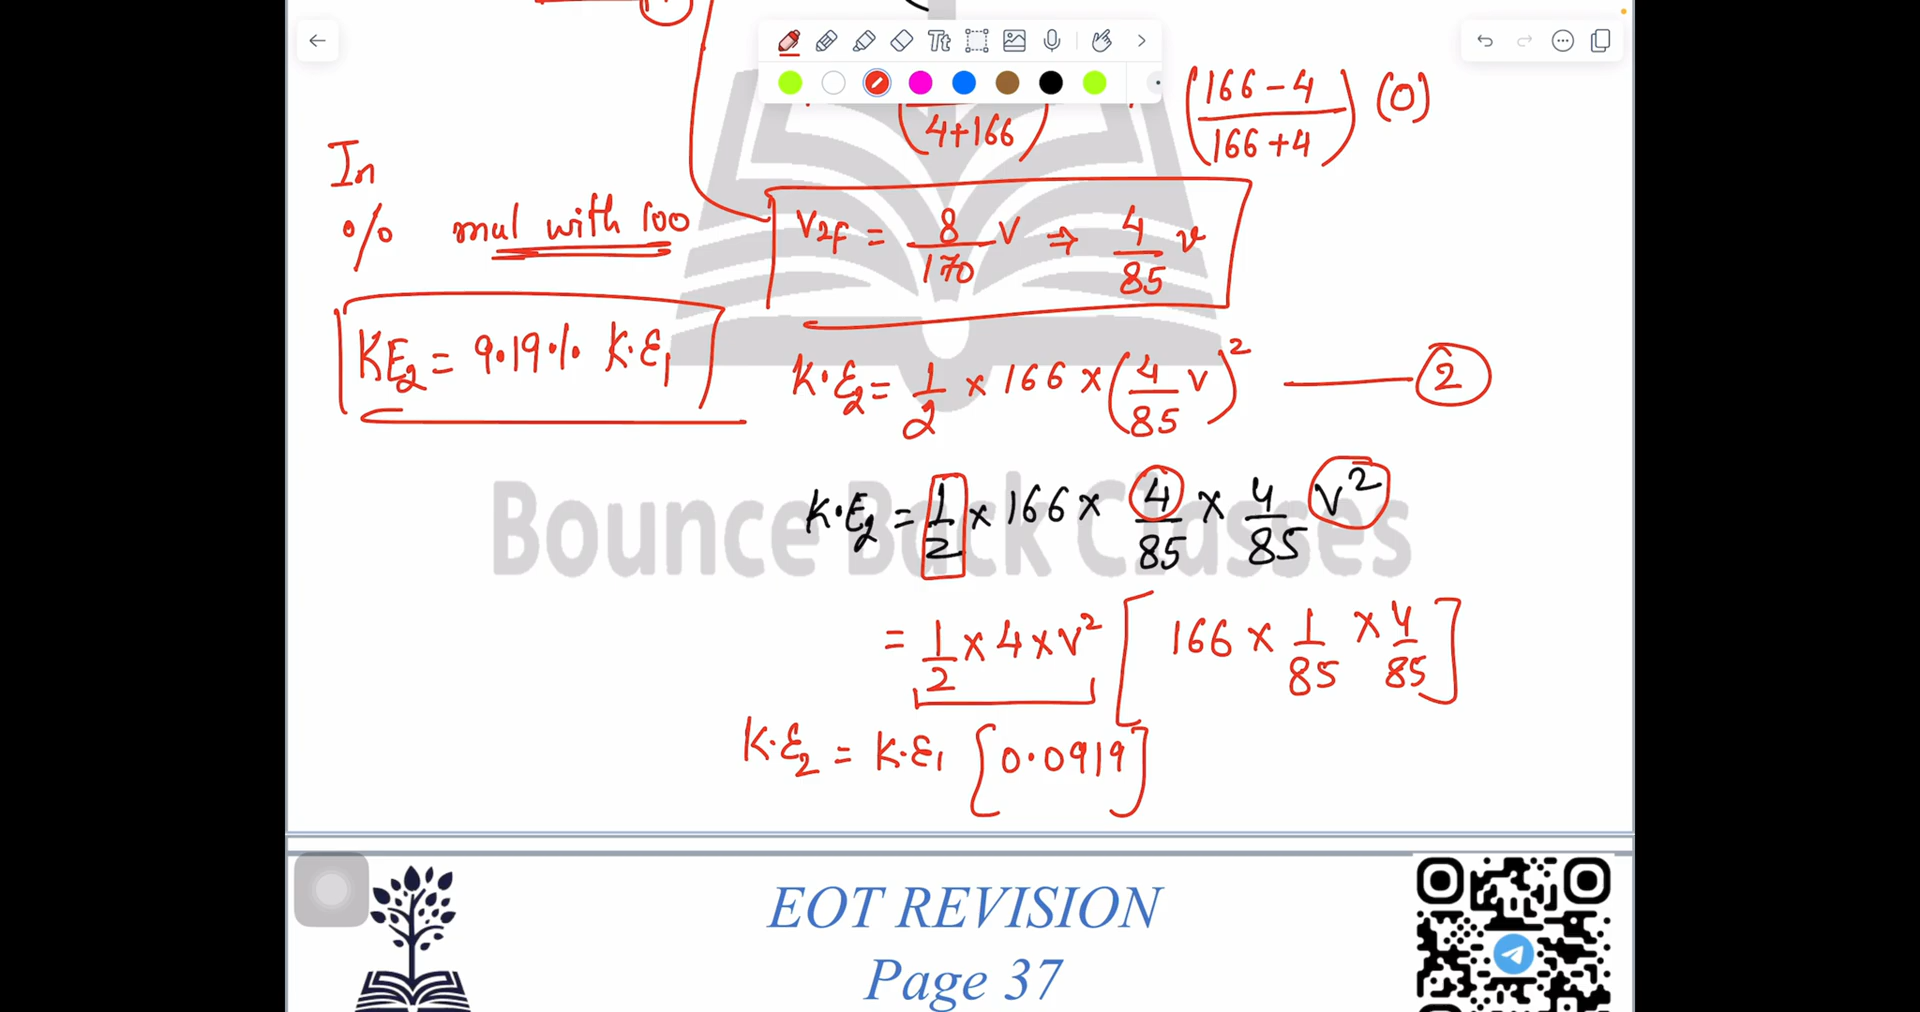 Tt
4+166
(166-4/166+4) (0)
In
% mul with 100
V2f = 8/170 V ⇒ 4/85 v
KE2 = 9.19% K.E1
K.E2 = 1/2 × 166 × (4/85 v)² — 2
K.E2 = 1/2 × 166 × 4/85 × 4/85 v²
Bounce Back Classes
= 1/2 × 4 × v² [166 × 1/85 × 4/85]
K.E2 = K.E1 [0.0919]
EOT REVISION
Page 37